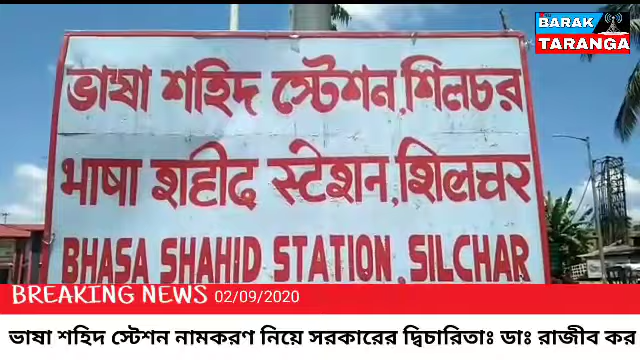 THE BARAK
TARANGA
ভাষা শহিদ স্টেশন,শিলচর
भाषा शहीद स्टेशन,शिलचर
BHASA SHAHID STATION, SILCHAR
BREAKING NEWS 02/09/2020
ভাষা শহিদ স্টেশন নামকরণ নিয়ে সরকারের দ্বিচারিতাঃ ডাঃ রাজীব কর